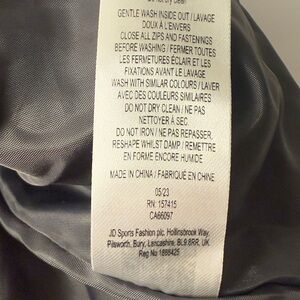 Do not dry clean
GENTLE WASH INSIDE OUT / LAVAGE
DOUX À L'ENVERS
CLOSE ALL ZIPS AND FASTENINGS
BEFORE WASHING / FERMER TOUTES
LES FERMETURES ÉCLAIR ET LES
FIXATIONS AVANT LE LAVAGE
WASH WITH SIMILAR COLOURS / LAVER
AVEC DES COULEURS SIMILAIRES
DO NOT DRY CLEAN / NE PAS
NETTOYER À SEC.
DO NOT IRON / NE PAS REPASSER,
RESHAPE WHILST DAMP / REMETTRE
EN FORME ENCORE HUMIDE
MADE IN CHINA / FABRIQUÉ EN CHINE
05/23
RN: 157415
CA66097
JD Sports Fashion plc, Hollinsbrook Way,
Pilsworth, Bury, Lancashire, BL9 8RR, UK.
Reg No 1888425